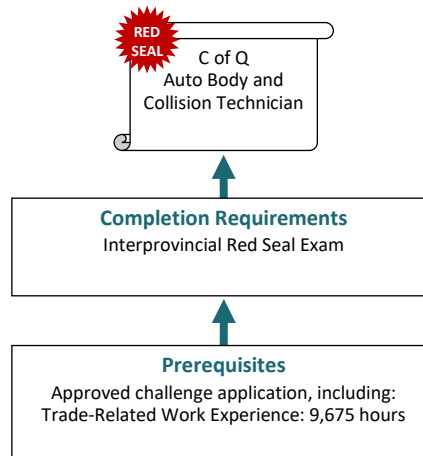 RED
SEAL
C of Q
Auto Body and
Collision Technician
Completion Requirements
Interprovincial Red Seal Exam
Prerequisites
Approved challenge application, including:
Trade-Related Work Experience: 9,675 hours